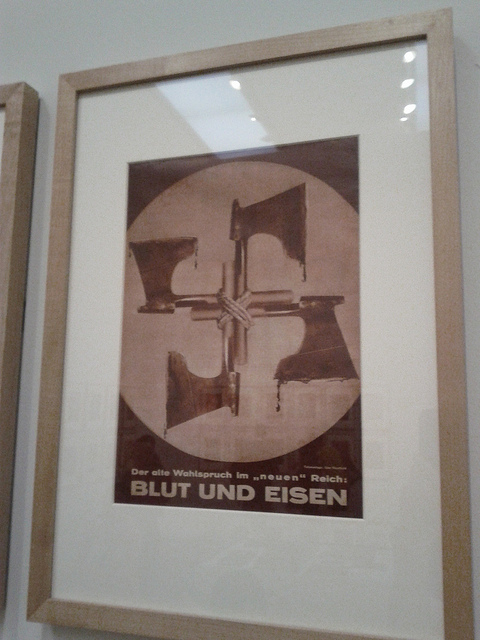 Der alte Wahlspruch im „neuen“ Reich:
BLUT UND EISEN